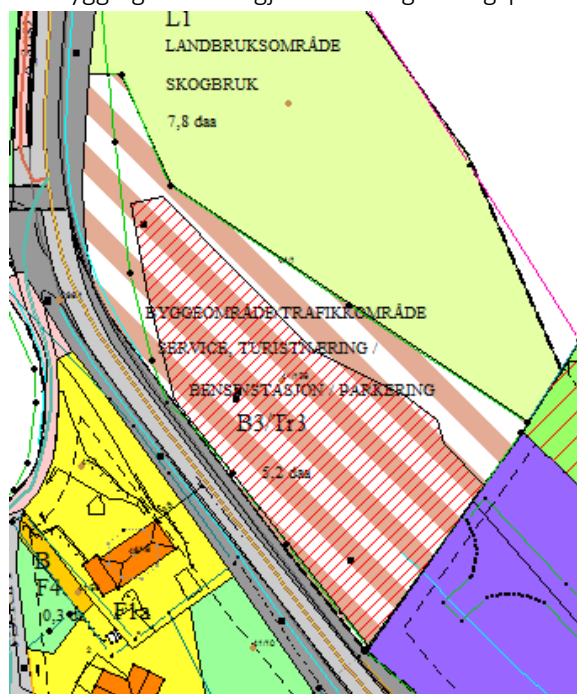 L1
LANDBRUKSOMRÅDE
SKOGBRUK
7,8 daa
BYGGEOMRÅDE/TRAFIKKOMRÅDE
SERVICE, TURISTNÆRING /
BENSINSTASJON / PARKERING
B3/Tr3
5,2 daa
B
F4
0,3 daa
F1a